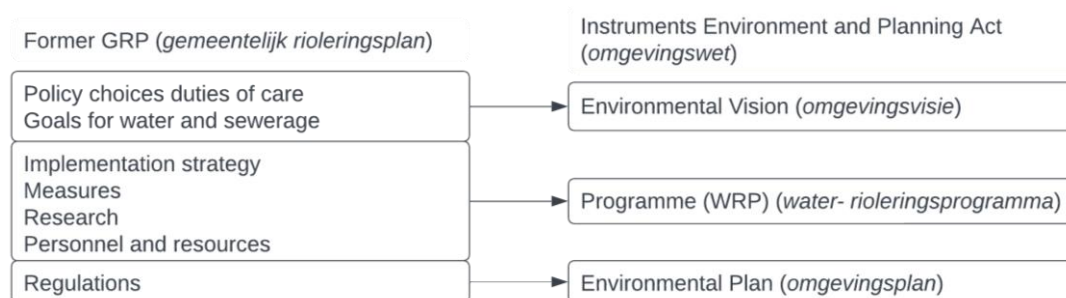 Former GRP (gemeentelijk rioleringsplan)
Instruments Environment and Planning Act
(omgevingswet)
Policy choices duties of care
Goals for water and sewerage
Environmental Vision (omgevingsvisie)
Implementation strategy
Measures
Research
Personnel and resources
Programme (WRP) (water- rioleringsprogramma)
Regulations
Environmental Plan (omgevingsplan)